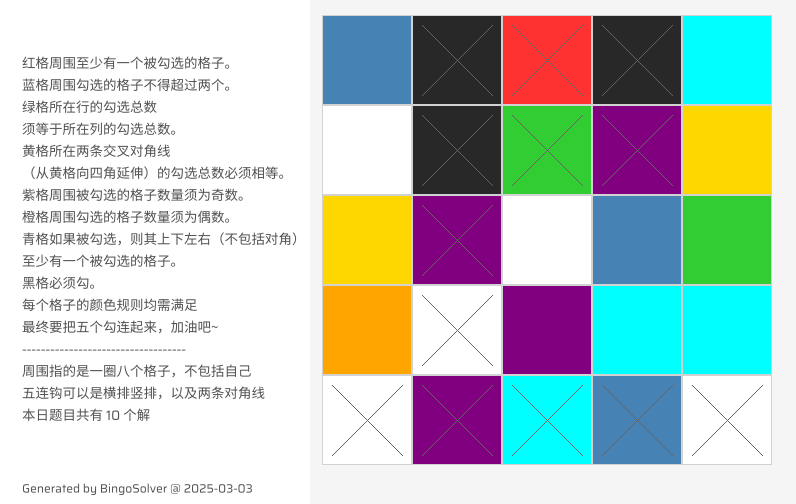 红格周围至少有一个被勾选的格子。
蓝格周围勾选的格子不得超过两个。
绿格所在行的勾选总数
须等于所在列的勾选总数。
黄格所在两条交叉对角线
（从黄格向四角延伸）的勾选总数必须相等。
紫格周围被勾选的格子数量须为奇数。
橙格周围勾选的格子数量须为偶数。
青格如果被勾选，则其上下左右（不包括对角）
至少有一个被勾选的格子。
黑格必须勾。
每个格子的颜色规则均需满足
最终要把五个勾连起来，加油吧~
-----------------------------------
周围指的是一圈八个格子，不包括自己
五连钩可以是横排竖排，以及两条对角线
本日题目共有 10 个解
Generated by BingoSolver @ 2025-03-03